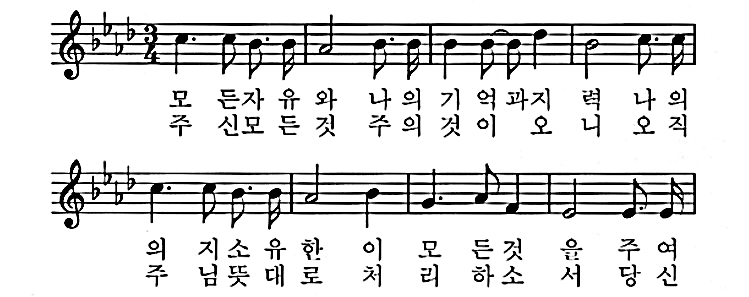 3
4
모 든자 유 와 나 의 기 억 과지 력 나 의
주 신모 든 것 주 의 것 이 오 니 오 직
의 지소 유 한 이 모 든것 을 주 여
주 님뜻 대 로 처 리 하소 서 당 신